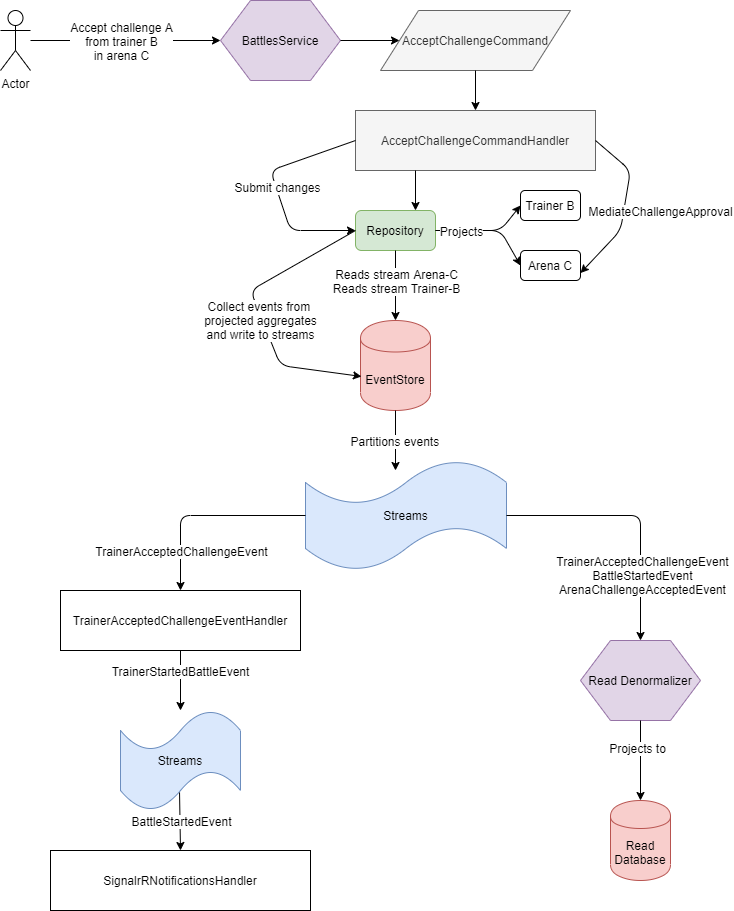 Accept challenge A
from trainer B
in arena C
Actor
BattlesService
AcceptChallengeCommand
AcceptChallengeCommandHandler
Submit changes
Repository
Projects
Trainer B
Arena C
MediateChallengeApproval
Reads stream Arena-C
Reads stream Trainer-B
Collect events from
projected aggregates
and write to streams
EventStore
Partitions events
Streams
TrainerAcceptedChallengeEvent
TrainerAcceptedChallengeEventHandler
TrainerStartedBattleEvent
Streams
BattleStartedEvent
SignalrRNotificationsHandler
TrainerAcceptedChallengeEvent
BattleStartedEvent
ArenaChallengeAcceptedEvent
Read Denormalizer
Projects to
Read
Database